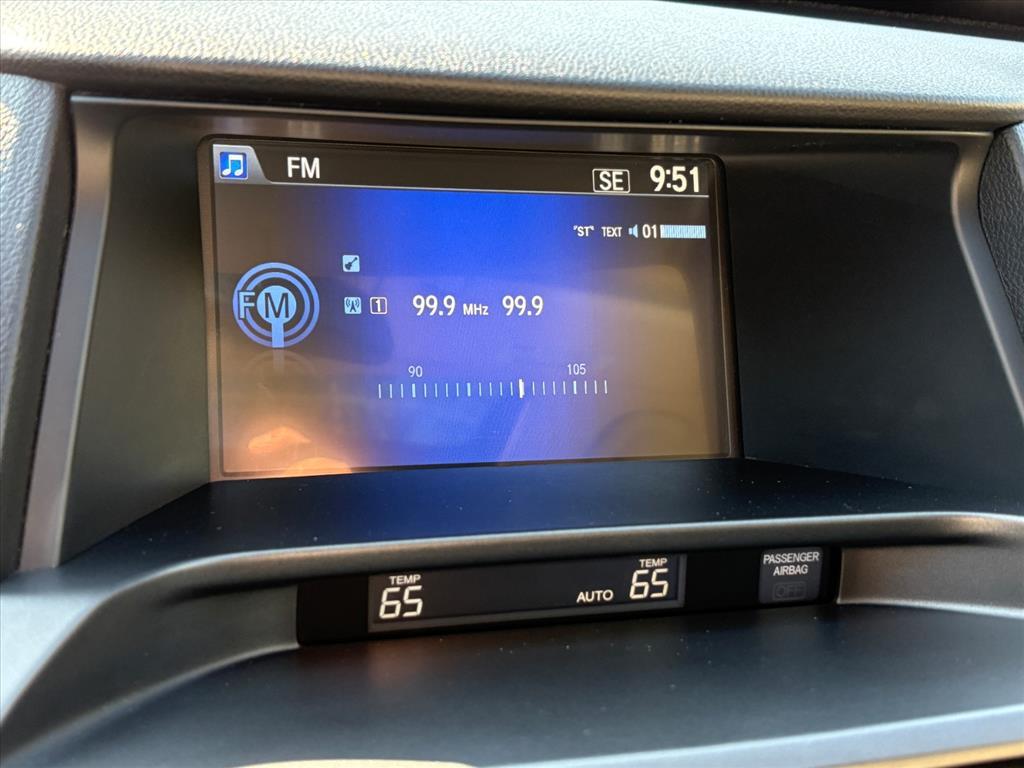 FM SE 9:51
"ST" TEXT 01
FM 1 99.9 MHz 99.9
90 105
TEMP TEMP PASSENGER
65 AUTO 65 AIRBAG
OFF